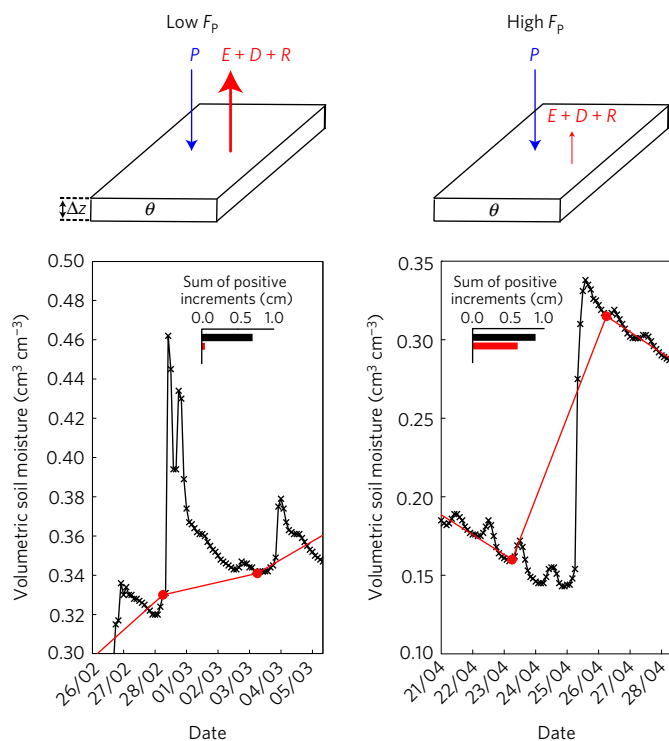 Low F_P
P
E + D + R
Δz
θ
High F_P
P
E + D + R
θ
Volumetric soil moisture (cm³ cm⁻³)
0.50
0.48
0.46
0.44
0.42
0.40
0.38
0.36
0.34
0.32
0.30
Sum of positive
increments (cm)
0.0 0.5 1.0
26/02 27/02 28/02 01/03 02/03 03/03 04/03 05/03
Date
Volumetric soil moisture (cm³ cm⁻³)
0.35
0.30
0.25
0.20
0.15
0.10
Sum of positive
increments (cm)
0.0 0.5 1.0
21/04 22/04 23/04 24/04 25/04 26/04 27/04 28/04
Date